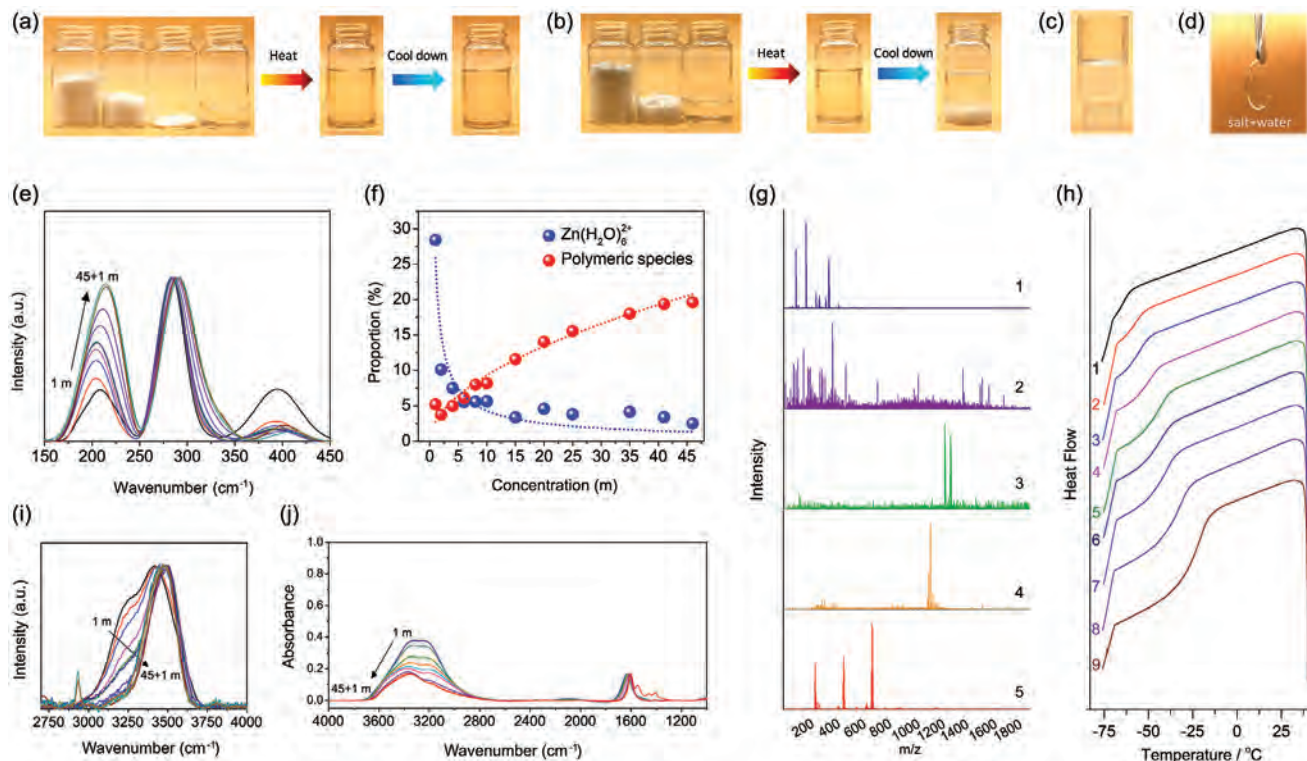 (a)
Heat
Cool down
(b)
Heat
Cool down
(c)
(d)
salt+water
(e)
Intensity (a.u.)
45+1 m
1 m
150 200 250 300 350 400 450
Wavenumber (cm⁻¹)
(f)
Proportion (%)
30
25
20
15
10
5
0
Zn(H₂O)₆²⁺
Polymeric species
0 5 10 15 20 25 30 35 40 45
Concentration (m)
(g)
Intensity
1
2
3
4
5
200 400 600 800 1000 1200 1400 1600 1800
m/z
(h)
Heat Flow
1
2
3
4
5
6
7
8
9
-75 -50 -25 0 25
Temperature / °C
(i)
Intensity (a.u.)
1 m
45+1 m
2750 3000 3250 3500 3750 4000
Wavenumber (cm⁻¹)
(j)
Absorbance
1.0
0.8
0.6
0.4
0.2
0.0
1 m
45+1 m
4000 3600 3200 2800 2400 2000 1600 1200
Wavenumber (cm⁻¹)